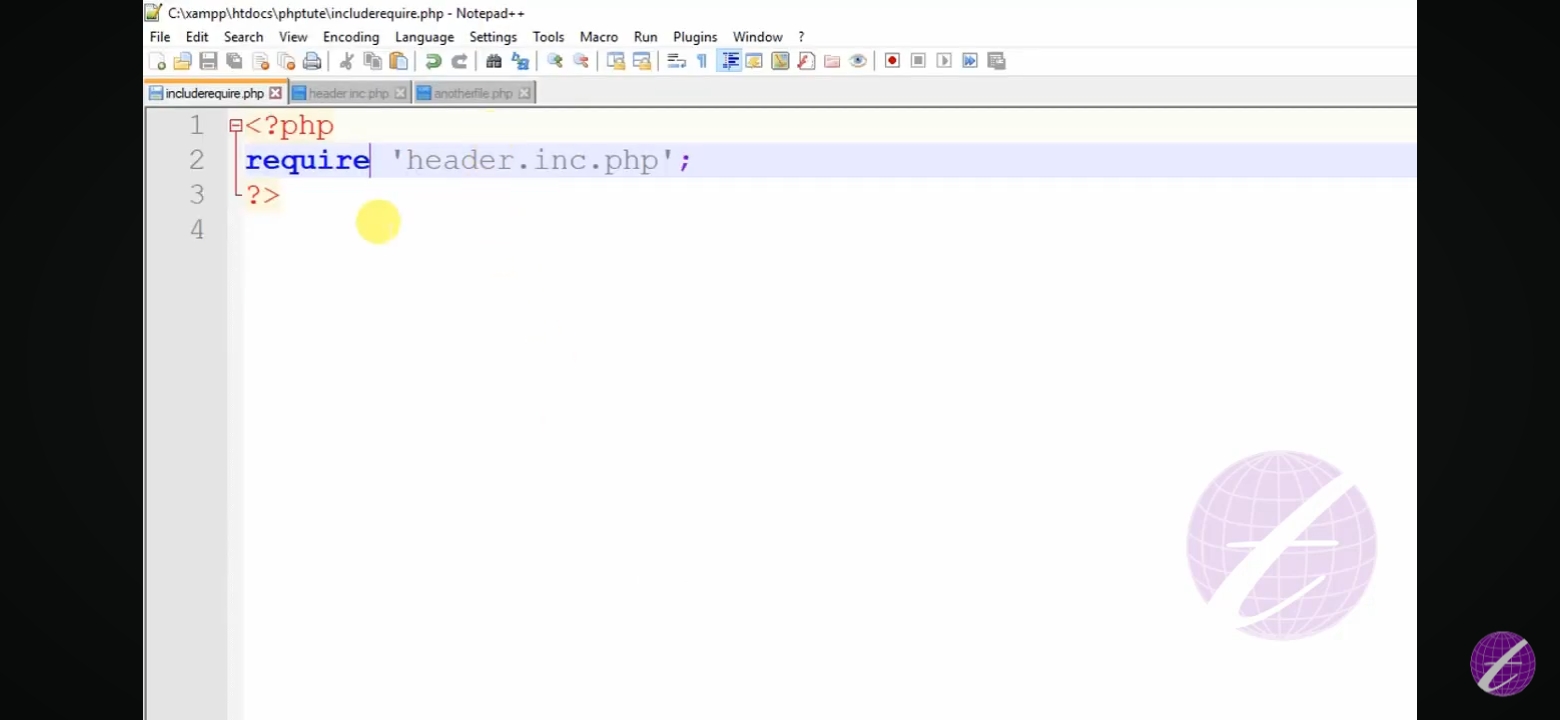 C:\xampp\htdocs\phptute\includerequire.php - Notepad++
File Edit Search View Encoding Language Settings Tools Macro Run Plugins Window ?
includerequire.php header.inc.php anotherfile.php
1 <?php
2 require 'header.inc.php';
3 ?>
4